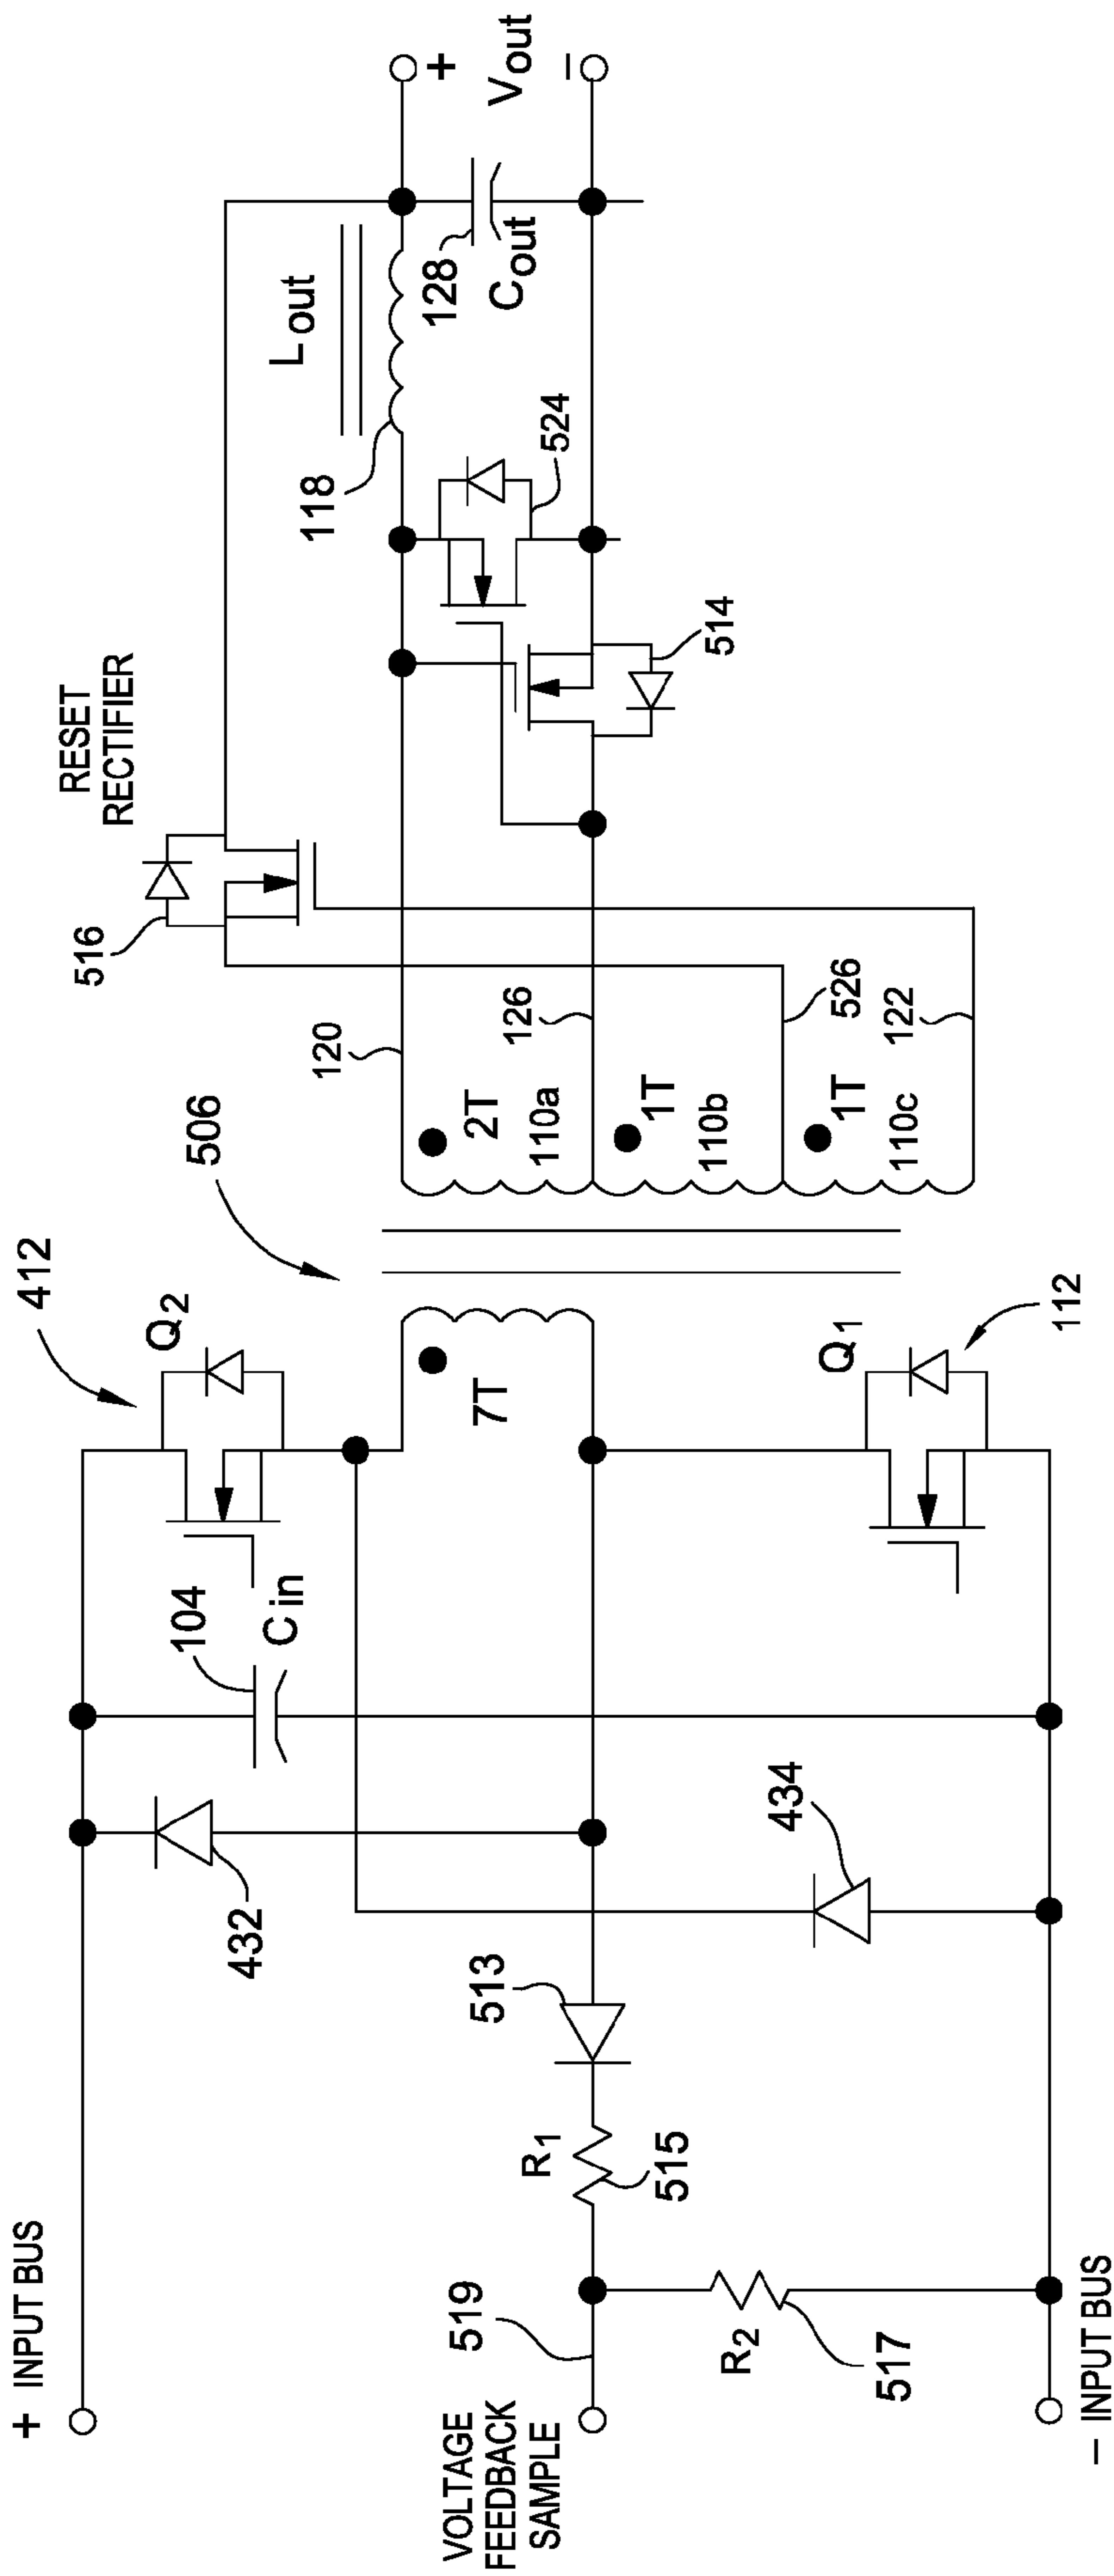 + INPUT BUS
VOLTAGE
FEEDBACK
SAMPLE
519
R1
515
R2
517
- INPUT BUS
513
432
434
104
Cin
412
Q2
7T
Q1
112
506
120
2T
110a
126
1T
110b
526
1T
110c
122
516
RESET
RECTIFIER
514
524
118
Lout
128
Cout
+
Vout
-